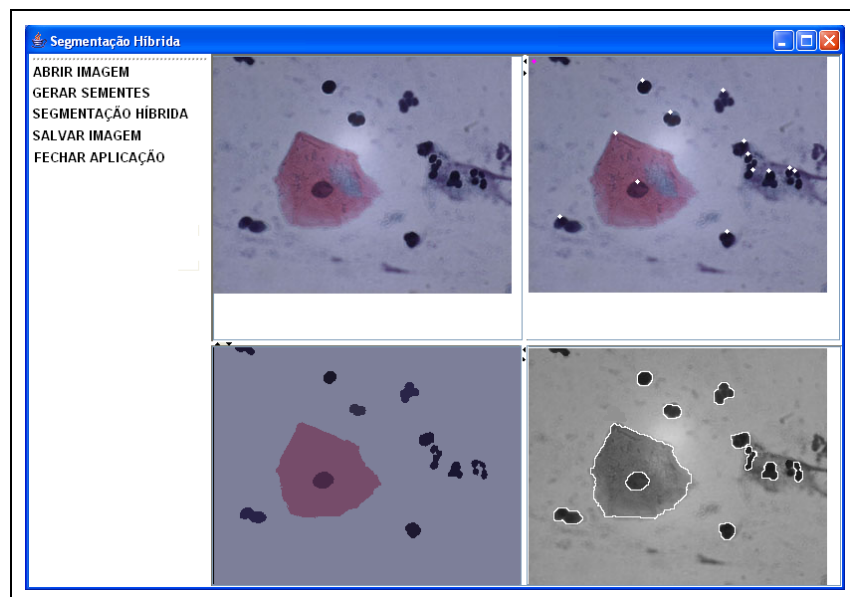 Segmentação Híbrida
ABRIR IMAGEM
GERAR SEMENTES
SEGMENTAÇÃO HÍBRIDA
SALVAR IMAGEM
FECHAR APLICAÇÃO